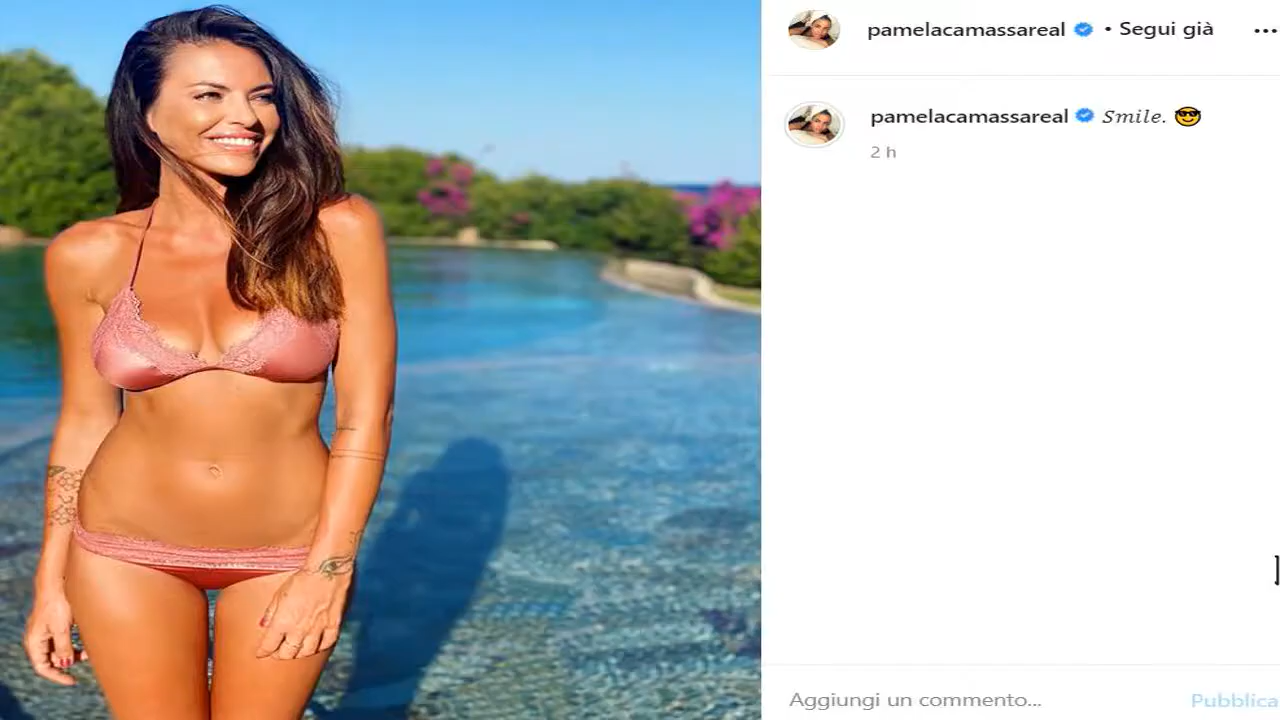 pamelacamassareal • Segui già
pamelacamassareal Smile. 😎
2 h
Aggiungi un commento...
Pubblica